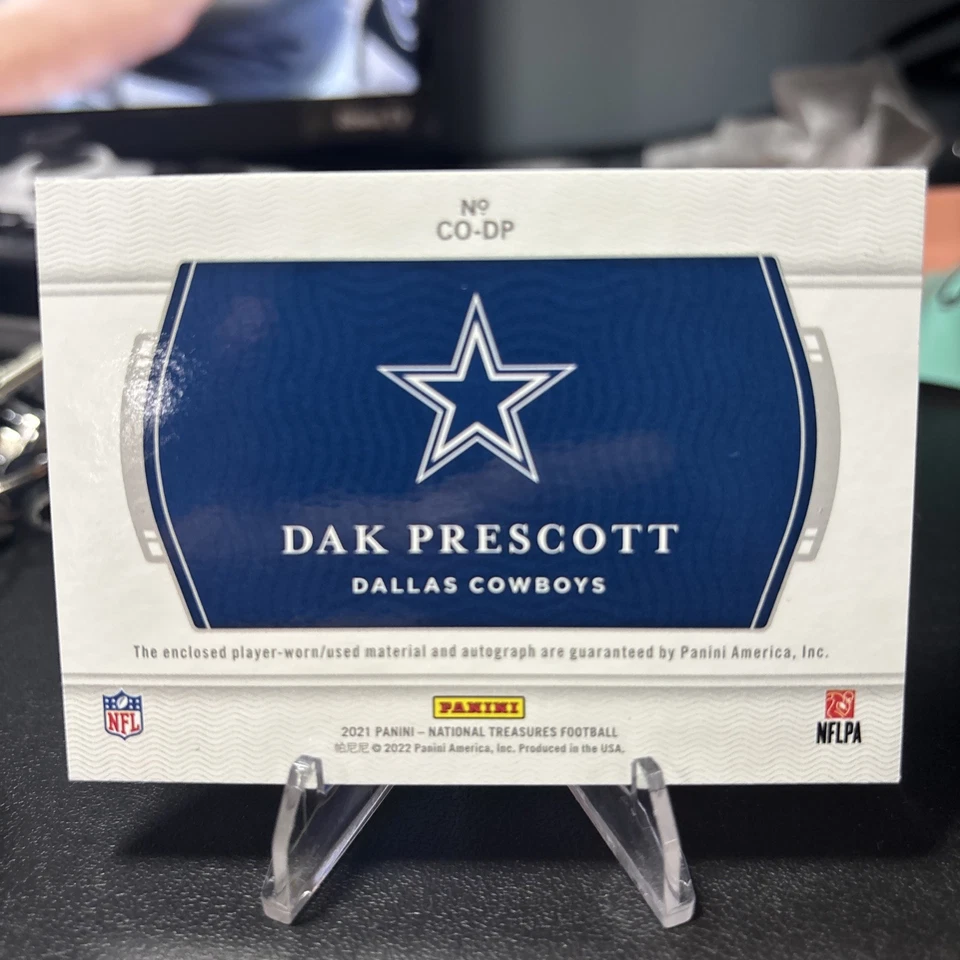 Nº
CO-DP
DAK PRESCOTT
DALLAS COWBOYS
The enclosed player-worn/used material and autograph are guaranteed by Panini America, Inc.
NFL
PANINI
2021 PANINI – NATIONAL TREASURES FOOTBALL
帕尼尼 © 2022 Panini America, Inc. Produced in the USA.
NFLPA